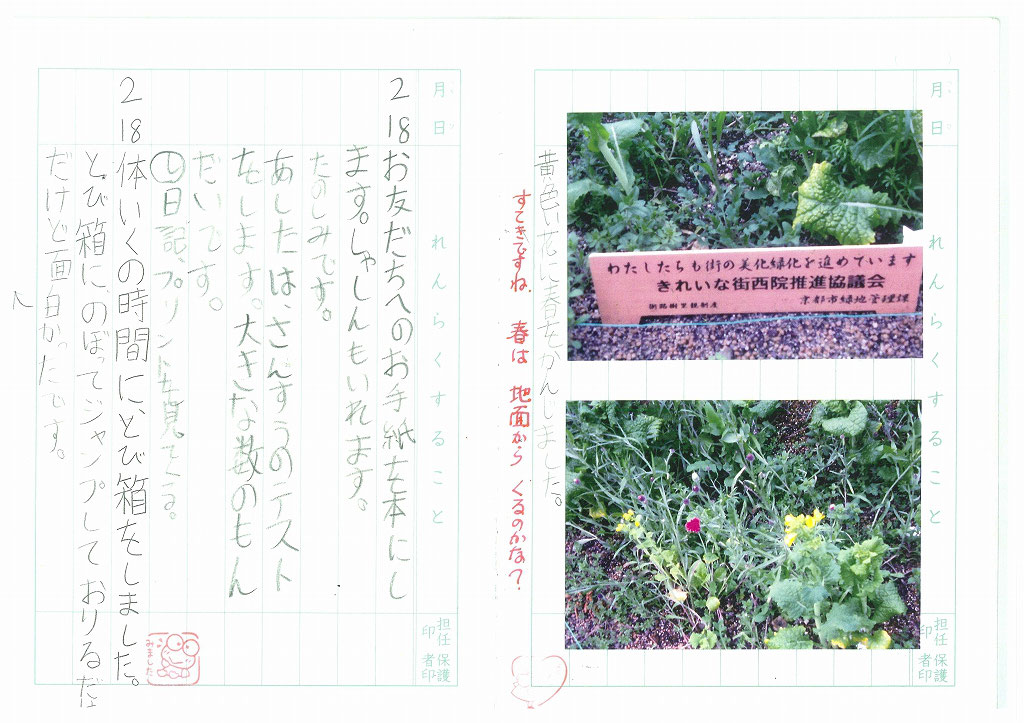 月 日
れんらくすること
わたしたちも街の美化緑化を進めています
きれいな街西院推進協議会
京都市緑地管理課
黄色い花に春をかんじました。
すてきですね。春は 地面から くるのかな?
担任印
保護者印
月 日
れんらくすること
2 18 お友だちへのお手紙を本にし
ます。しゃしんもいれます。
たのしみです。
あしたは、さんすうのテスト
をします。大きな数のもん
だいです。
日記、プリントを見てくる。
2 18 体いくの時間に、とび箱をしました。
とび箱に、のぼってジャンプしており るだ
だけど面白かったです。
みました
担任印
保護者印